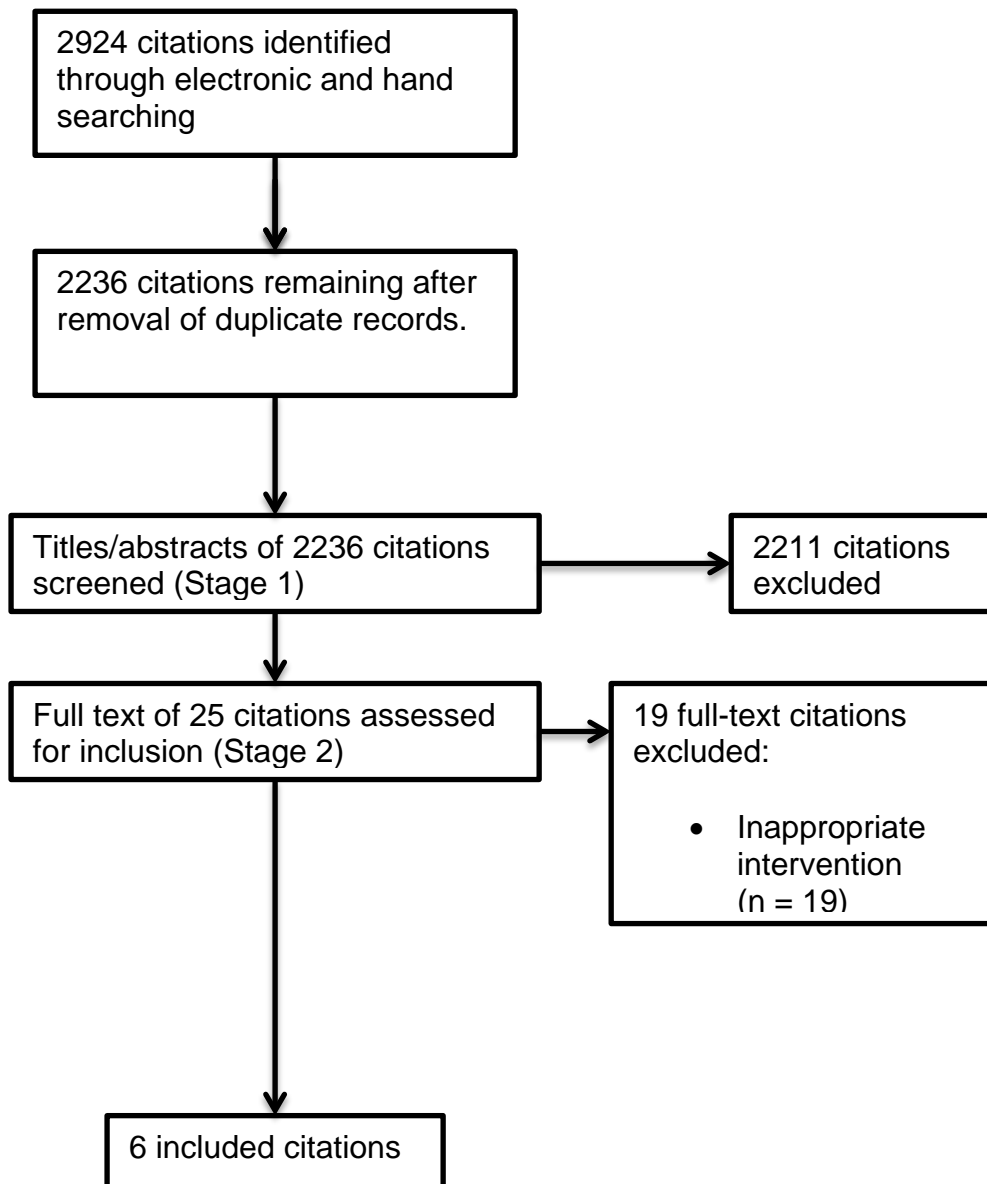 2924 citations identified
through electronic and hand
searching
2236 citations remaining after
removal of duplicate records.
Titles/abstracts of 2236 citations
screened (Stage 1)
2211 citations
excluded
Full text of 25 citations assessed
for inclusion (Stage 2)
19 full-text citations
excluded:
• Inappropriate
intervention
(n = 19)
6 included citations